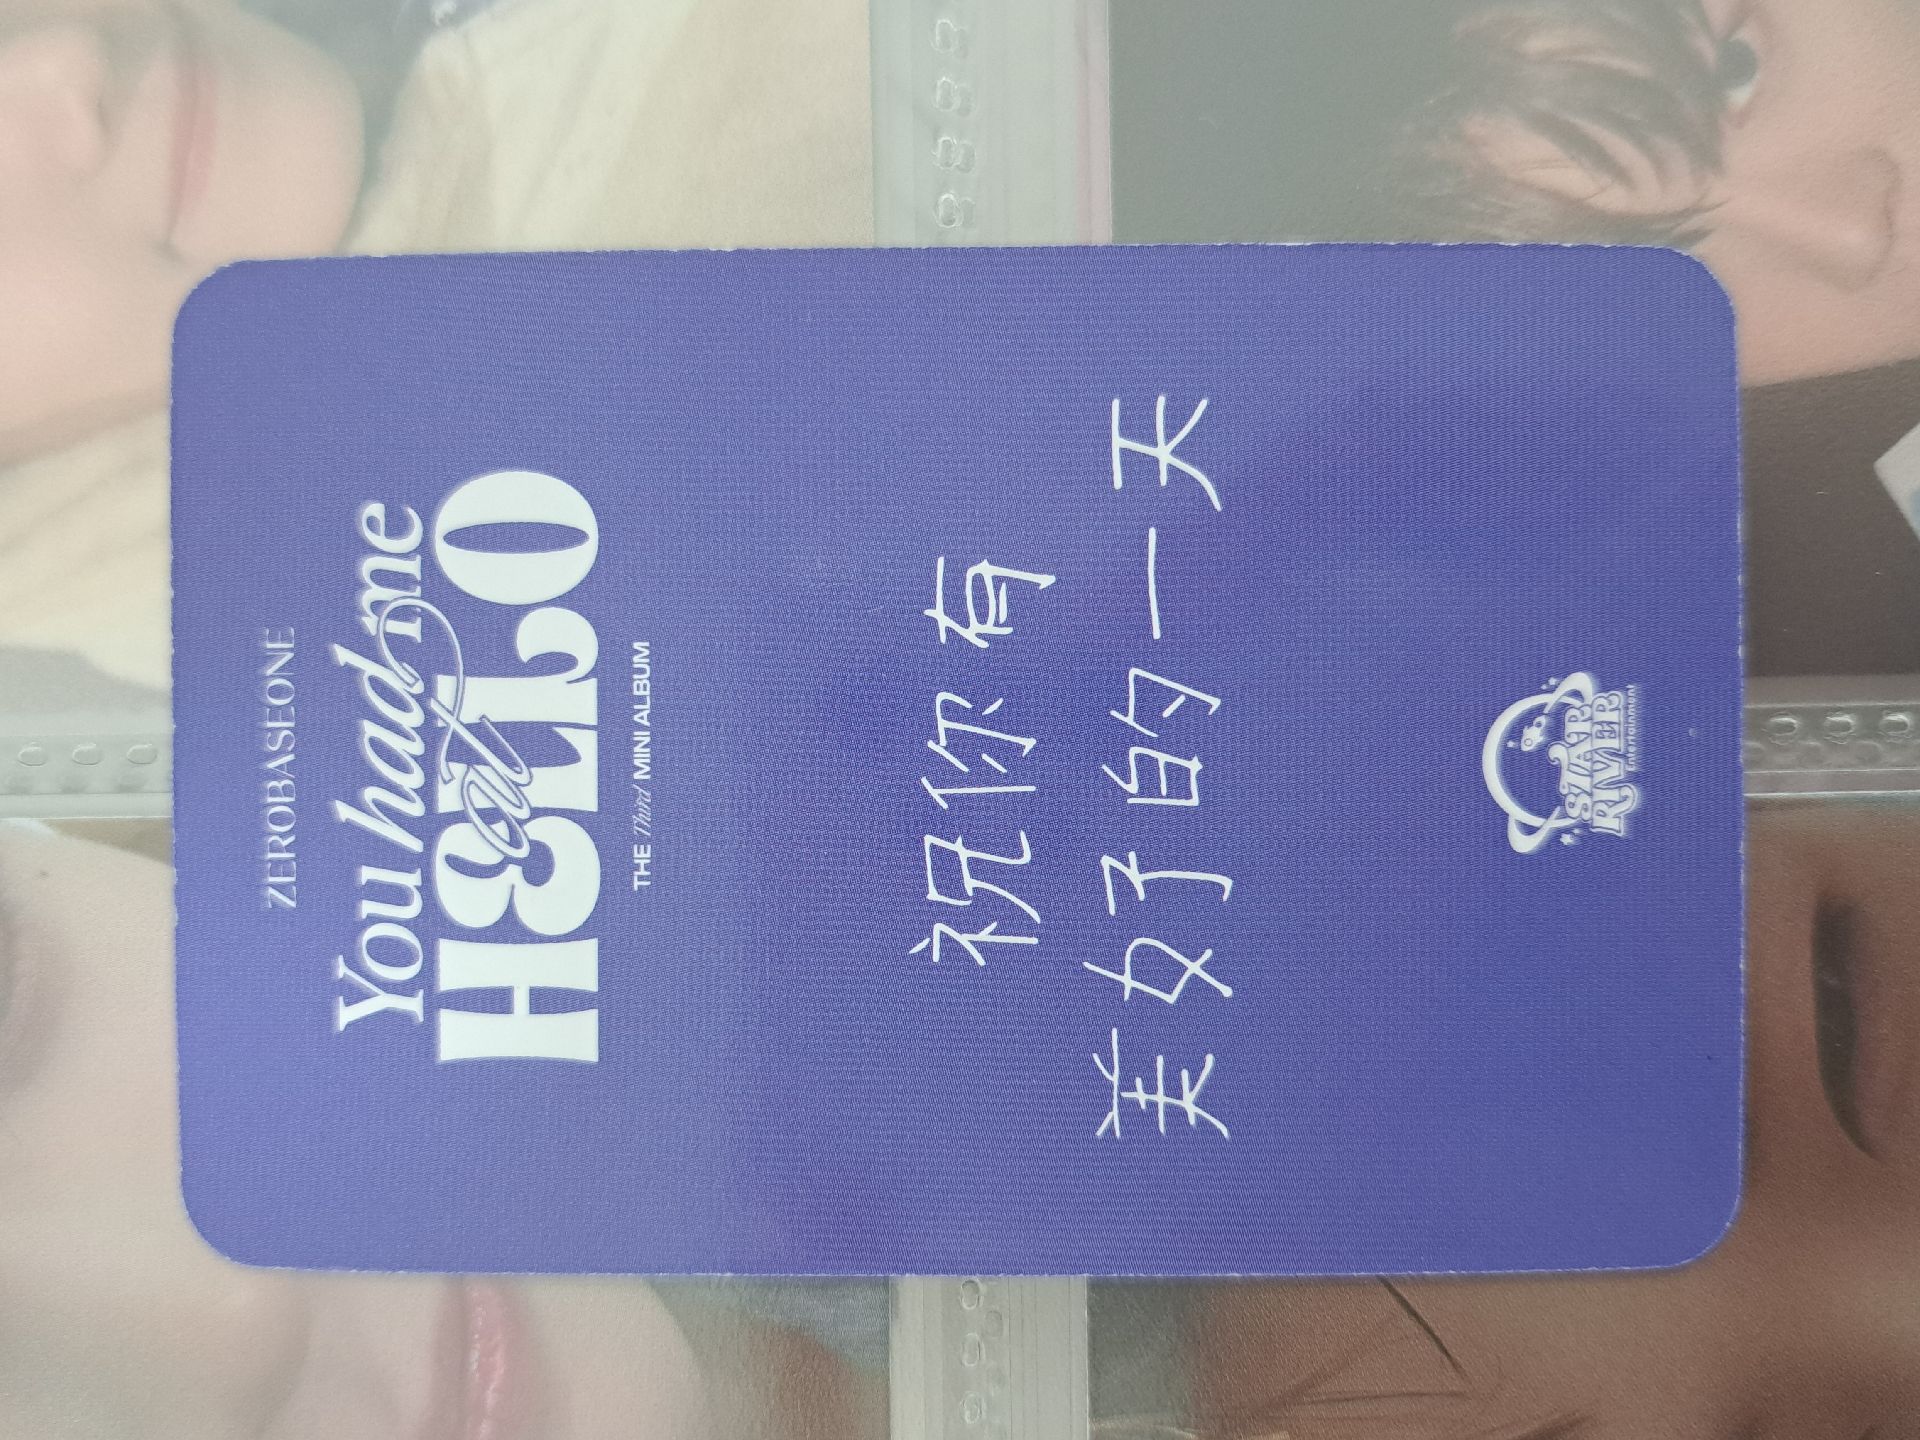 ZEROBASEONE
You had me
at
HELLO
THE Third MINI ALBUM
祝你有
美好的一天
STAR
RIVER
Entertainment